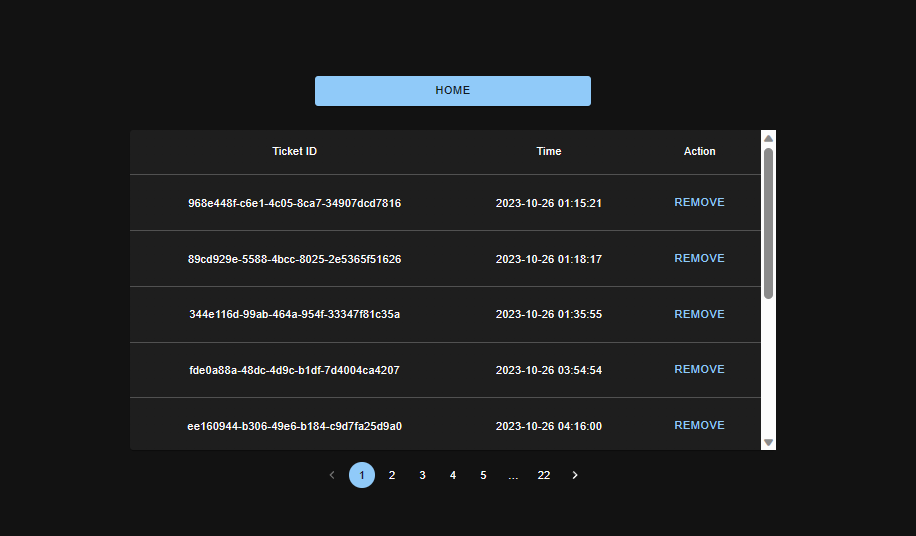 HOME
Ticket ID Time Action
968e448f-c6e1-4c05-8ca7-34907dcd7816 2023-10-26 01:15:21 REMOVE
89cd929e-5588-4bcc-8025-2e5365f51626 2023-10-26 01:18:17 REMOVE
344e116d-99ab-464a-954f-33347f81c35a 2023-10-26 01:35:55 REMOVE
fde0a88a-48dc-4d9c-b1df-7d4004ca4207 2023-10-26 03:54:54 REMOVE
ee160944-b306-49e6-b184-c9d7fa25d9a0 2023-10-26 04:16:00 REMOVE
1 2 3 4 5 ... 22